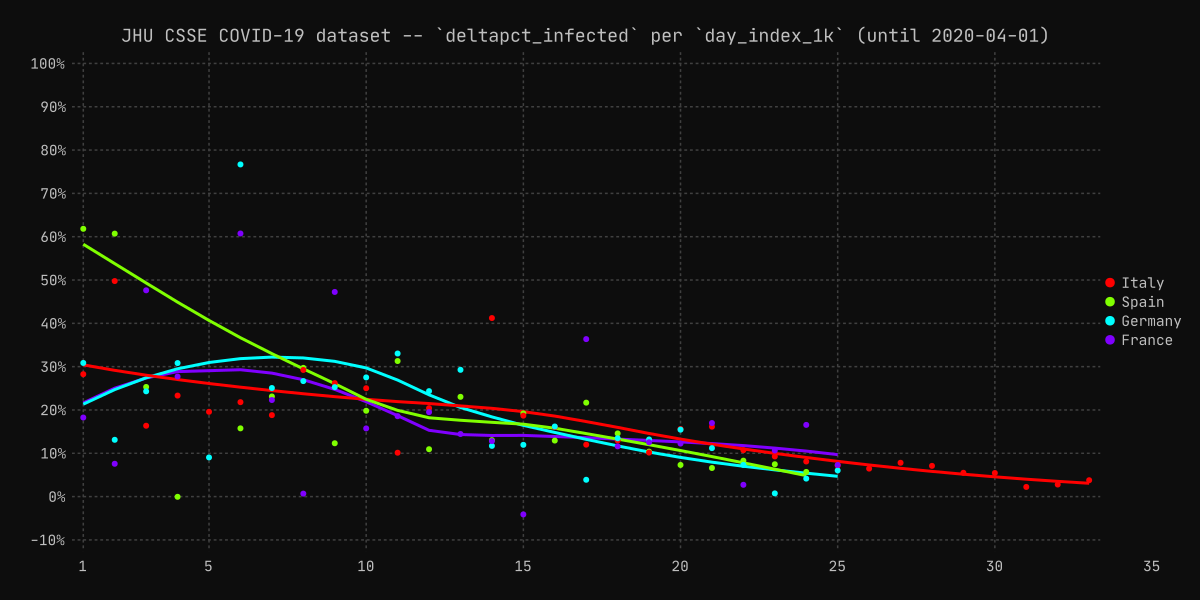 JHU CSSE COVID-19 dataset -- `deltapct_infected` per `day_index_1k` (until 2020-04-01)
100%
90%
80%
70%
60%
50%
40%
30%
20%
10%
0%
-10%
1 5 10 15 20 25 30 35
Italy
Spain
Germany
France